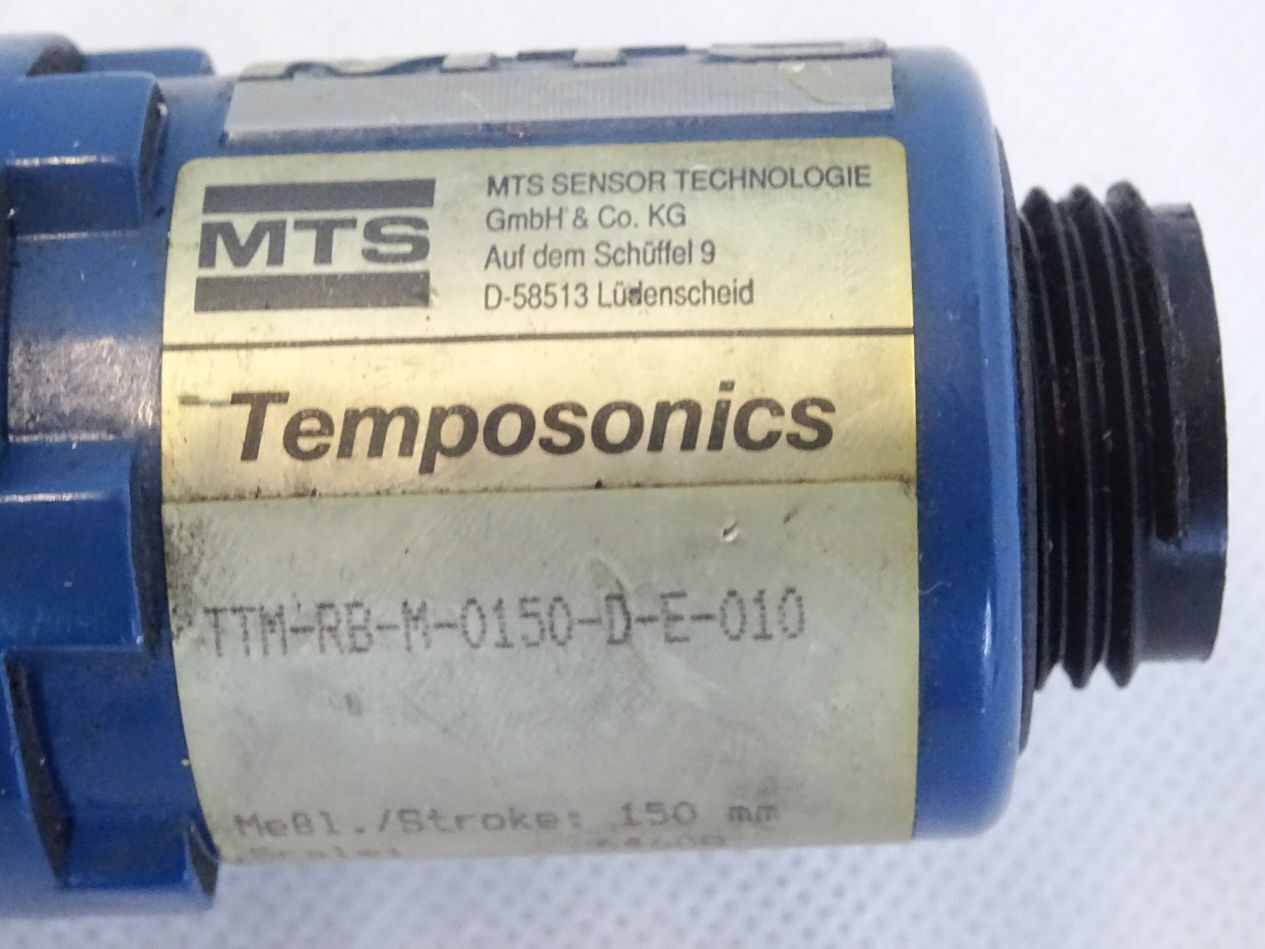 MTS
MTS SENSOR TECHNOLOGIE
GmbH & Co. KG
Auf dem Schüffel 9
D-58513 Lüdenscheid
Temposonics
TTM-RB-M-0150-D-E-010
Meßl./Stroke: 150 mm